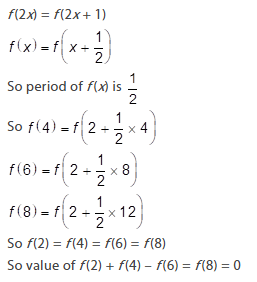 f(2x) = f(2x + 1)
f(x) = f(x + 1/2)
So period of f(x) is 1/2
So f(4) = f(2 + 1/2 × 4)
f(6) = f(2 + 1/2 × 8)
f(8) = f(2 + 1/2 × 12)
So f(2) = f(4) = f(6) = f(8)
So value of f(2) + f(4) – f(6) = f(8) = 0